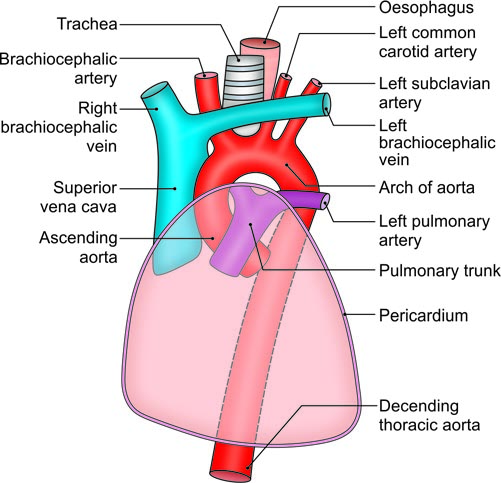 Oesophagus
Trachea
Left common
carotid artery
Brachiocephalic
artery
Left subclavian
artery
Right
brachiocephalic
vein
Left
brachiocephalic
vein
Superior
vena cava
Arch of aorta
Left pulmonary
artery
Ascending
aorta
Pulmonary trunk
Pericardium
Decending
thoracic aorta